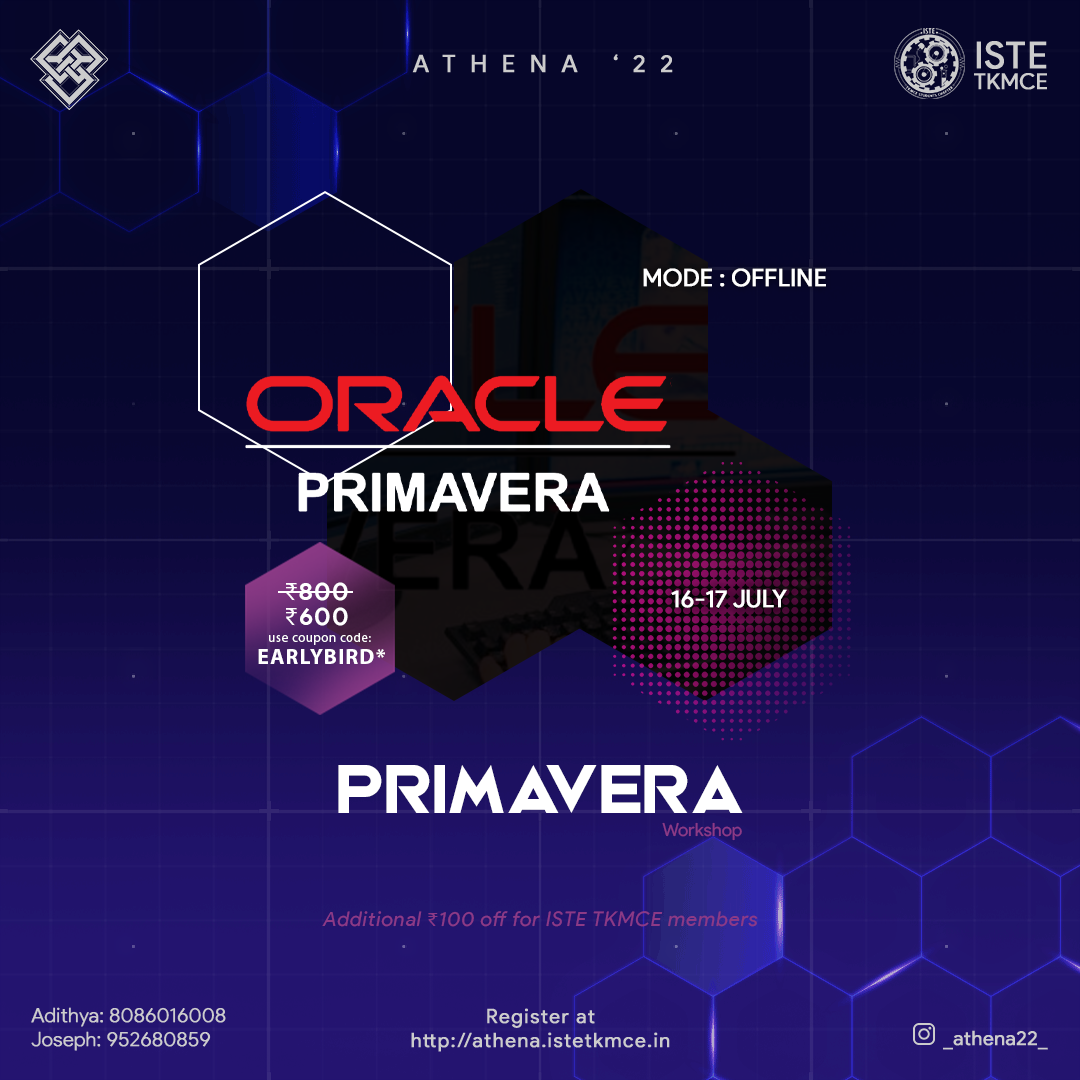 ATHENA ‘22
ISTE
TKMCE
MODE : OFFLINE
ORACLE
PRIMAVERA
₹800
₹600
use coupon code:
EARLYBIRD*
16-17 JULY
PRIMAVERA
Workshop
Additional ₹100 off for ISTE TKMCE members
Adithya: 8086016008
Joseph: 952680859
Register at
http://athena.istetkmce.in
_athena22_